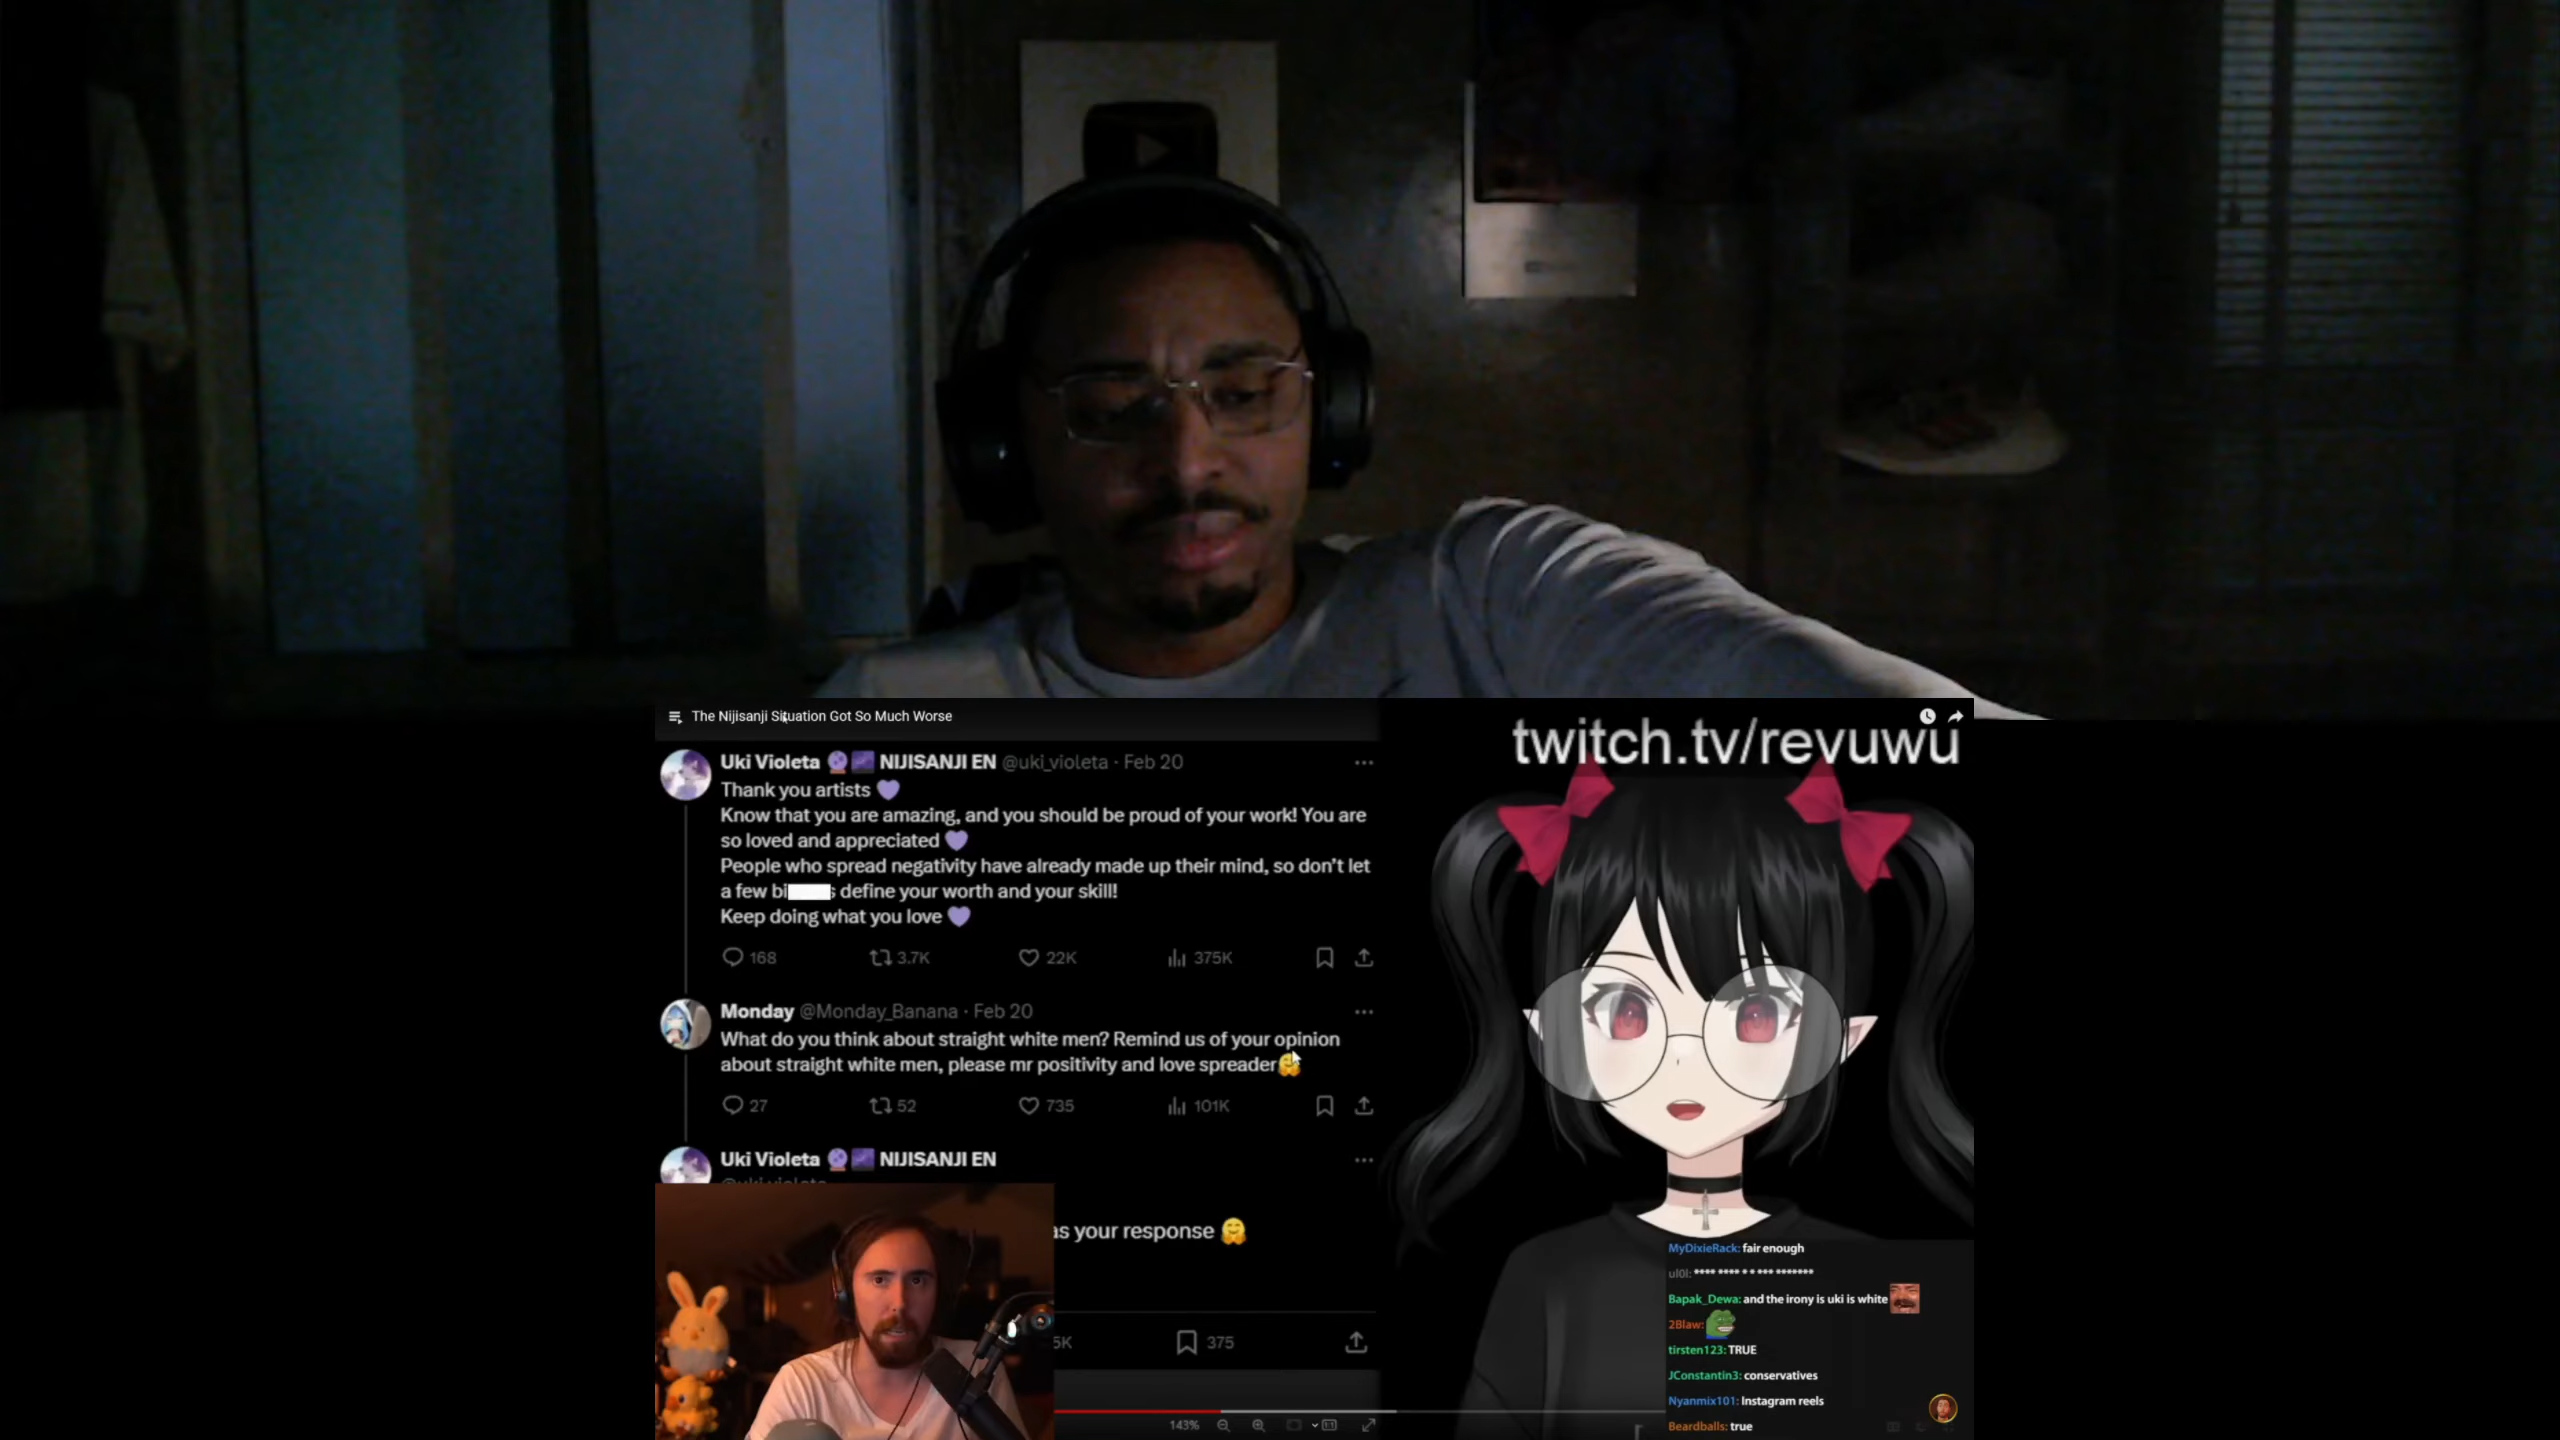 The Nijisanji Situation Got So Much Worse
twitch.tv/revuwu
Uki Violeta 🔮🌌 NIJISANJI EN @uki_violeta · Feb 20
Thank you artists 💜
Know that you are amazing, and you should be proud of your work! You are
so loved and appreciated 💜
People who spread negativity have already made up their mind, so don't let
a few bi s define your worth and your skill!
Keep doing what you love 💜
168 3.7K 22K 375K
Monday @Monday_Banana · Feb 20
What do you think about straight white men? Remind us of your opinion
about straight white men, please mr positivity and love spreader🤗
27 52 735 101K
Uki Violeta 🔮🌌 NIJISANJI EN
@uki_violeta
as your response 🤗
5K 375
MyDixieRack: fair enough
ul0l: **** **** * * *** *******
Bapak_Dewa: and the irony is uki is white
2Blaw:
tirsten123: TRUE
JConstantin3: conservatives
Nyanmix101: Instagram reels
Beardballs: true
143%